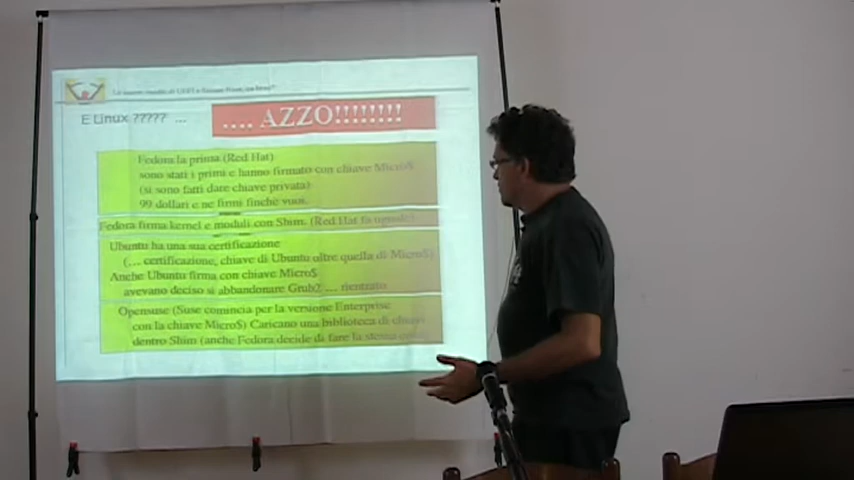 E Linux ????? ...
.... AZZO!!!!!!!!
Fedora la prima (Red Hat)
sono stati i primi e hanno firmato con chiave Micro$
(si sono fatti dare chiave privata)
99 dollari e ne firmi finchè vuoi.
Fedora firma kernel e moduli con Shim. (Red Hat fa uguale)
Ubuntu ha una sua certificazione
(... certificazione, chiave di Ubuntu oltre quella di Micro$)
Anche Ubuntu firma con chiave Micro$
avevano deciso si abbandonare Grub2 ... rientrato
Opensuse (Suse comincia per la versione Enterprise
con la chiave Micro$) Caricano una biblioteca di chiavi
dentro Shim (anche Fedora decide di fare la stessa